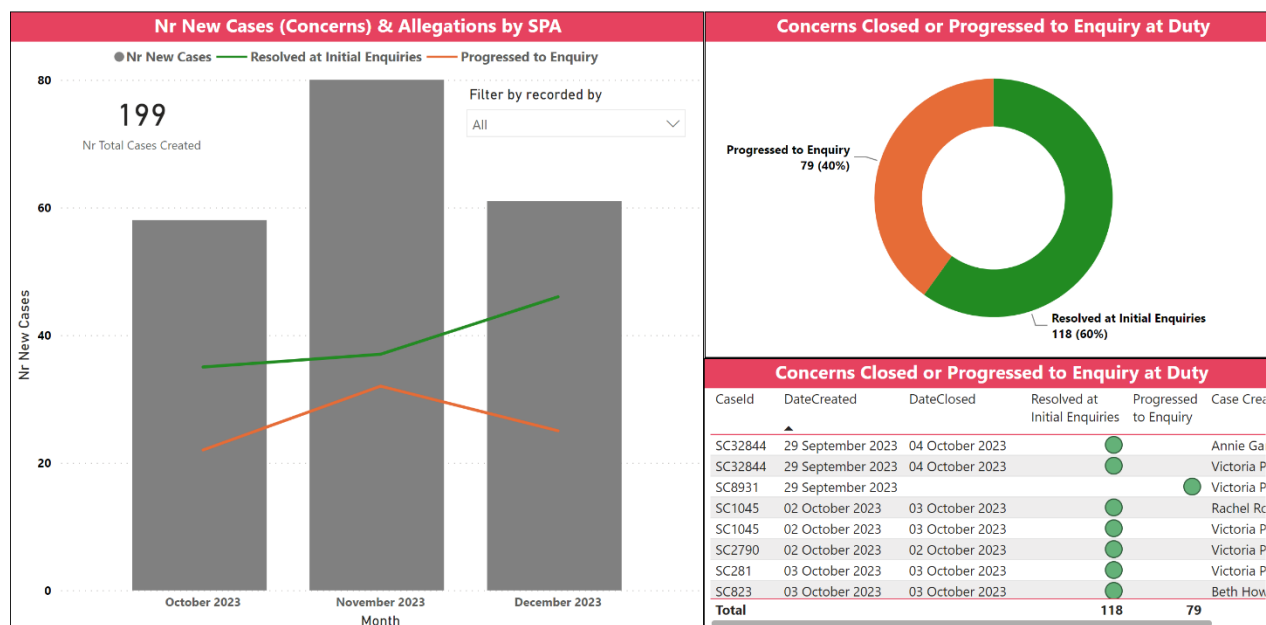 Nr New Cases (Concerns) & Allegations by SPA
Nr New Cases
Resolved at Initial Enquiries
Progressed to Enquiry
80
60
40
20
0
Nr New Cases
199
Nr Total Cases Created
Filter by recorded by
All
October 2023
November 2023
December 2023
Month
Concerns Closed or Progressed to Enquiry at Duty
Progressed to Enquiry
79 (40%)
Resolved at Initial Enquiries
118 (60%)
Concerns Closed or Progressed to Enquiry at Duty
CaseId DateCreated DateClosed Resolved at Progressed Case Crea
Initial Enquiries to Enquiry
SC32844 29 September 2023 04 October 2023 Annie Ga
SC32844 29 September 2023 04 October 2023 Victoria P
SC8931 29 September 2023 Victoria P
SC1045 02 October 2023 03 October 2023 Rachel Ro
SC1045 02 October 2023 03 October 2023 Victoria P
SC2790 02 October 2023 02 October 2023 Victoria P
SC281 03 October 2023 03 October 2023 Victoria P
SC823 03 October 2023 03 October 2023 Beth How
Total 118 79